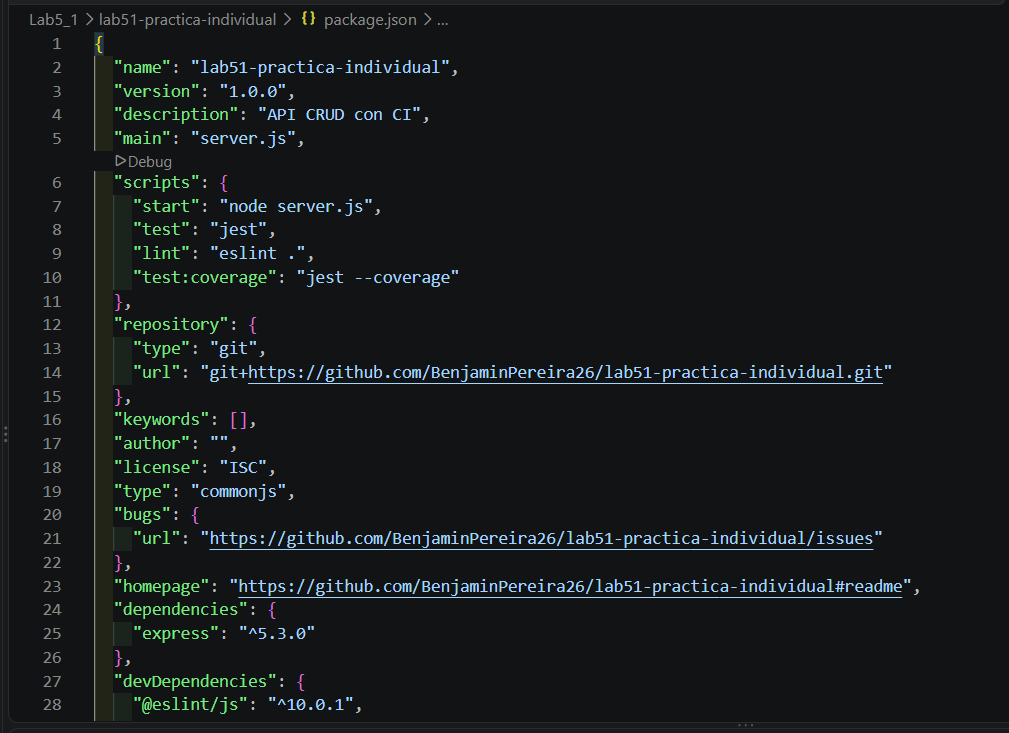 Lab5_1 > lab51-practica-individual > {} package.json > ...
1 {
2 "name": "lab51-practica-individual",
3 "version": "1.0.0",
4 "description": "API CRUD con CI",
5 "main": "server.js",
Debug
6 "scripts": {
7 "start": "node server.js",
8 "test": "jest",
9 "lint": "eslint .",
10 "test:coverage": "jest --coverage"
11 },
12 "repository": {
13 "type": "git",
14 "url": "git+https://github.com/BenjaminPereira26/lab51-practica-individual.git"
15 },
16 "keywords": [],
17 "author": "",
18 "license": "ISC",
19 "type": "commonjs",
20 "bugs": {
21 "url": "https://github.com/BenjaminPereira26/lab51-practica-individual/issues"
22 },
23 "homepage": "https://github.com/BenjaminPereira26/lab51-practica-individual#readme",
24 "dependencies": {
25 "express": "^5.3.0"
26 },
27 "devDependencies": {
28 "@eslint/js": "^10.0.1",